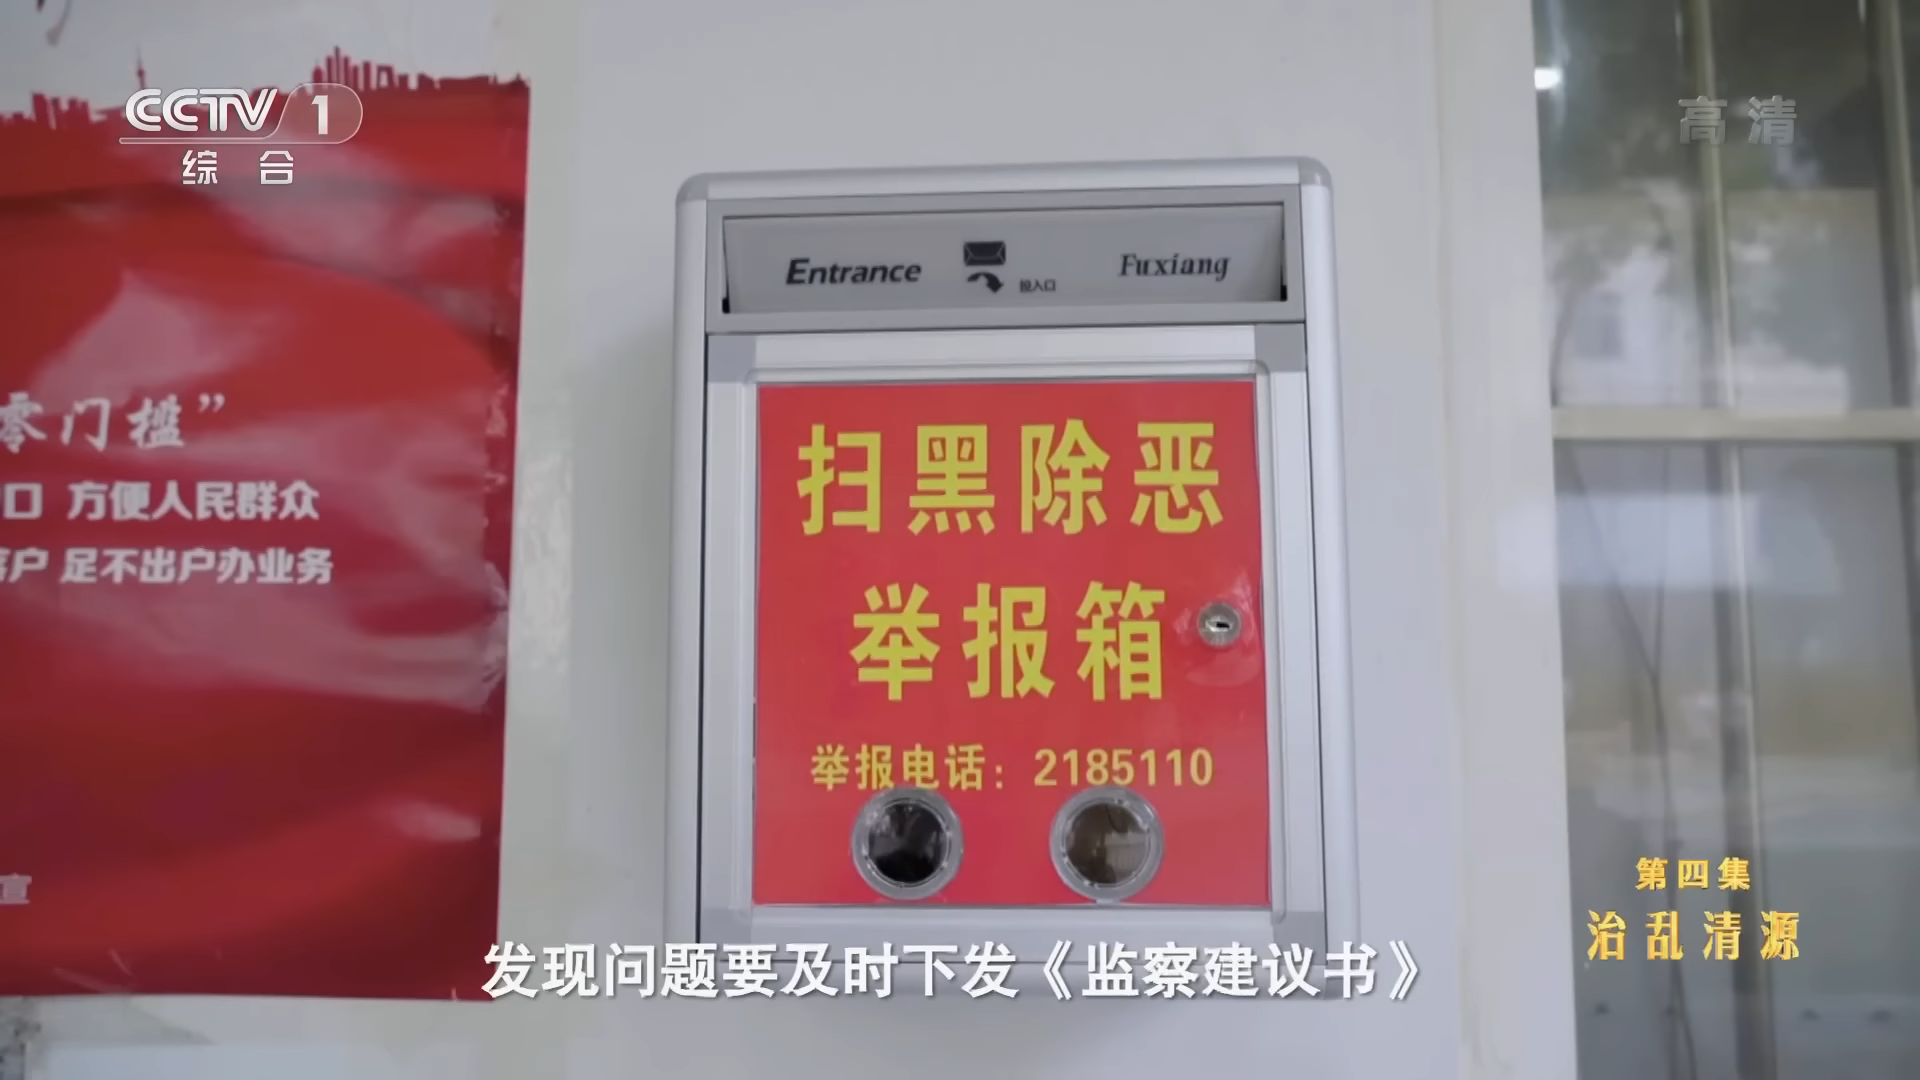 CCTV 1
综合
高清
零门槛”
口 方便人民群众
落户 足不出户办业务
宣
Entrance
投入口
Fuxiang
扫黑除恶
举报箱
举报电话：2185110
第四集
治乱清源
发现问题要及时下发《监察建议书》